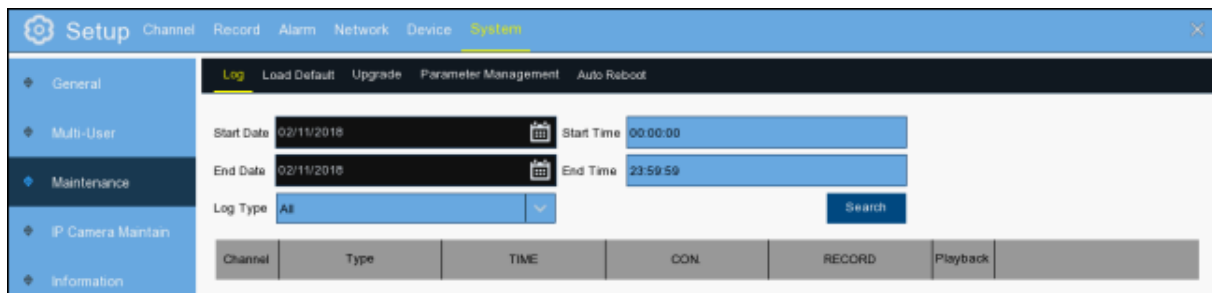 Setup Channel Record Alarm Network Device System
General
Multi-User
Maintenance
IP Camera Maintain
Information
Log Load Default Upgrade Parameter Management Auto Reboot
Start Date 02/11/2018 Start Time 00:00:00
End Date 02/11/2018 End Time 23:59:59
Log Type All Search
Channel Type TIME CON. RECORD Playback